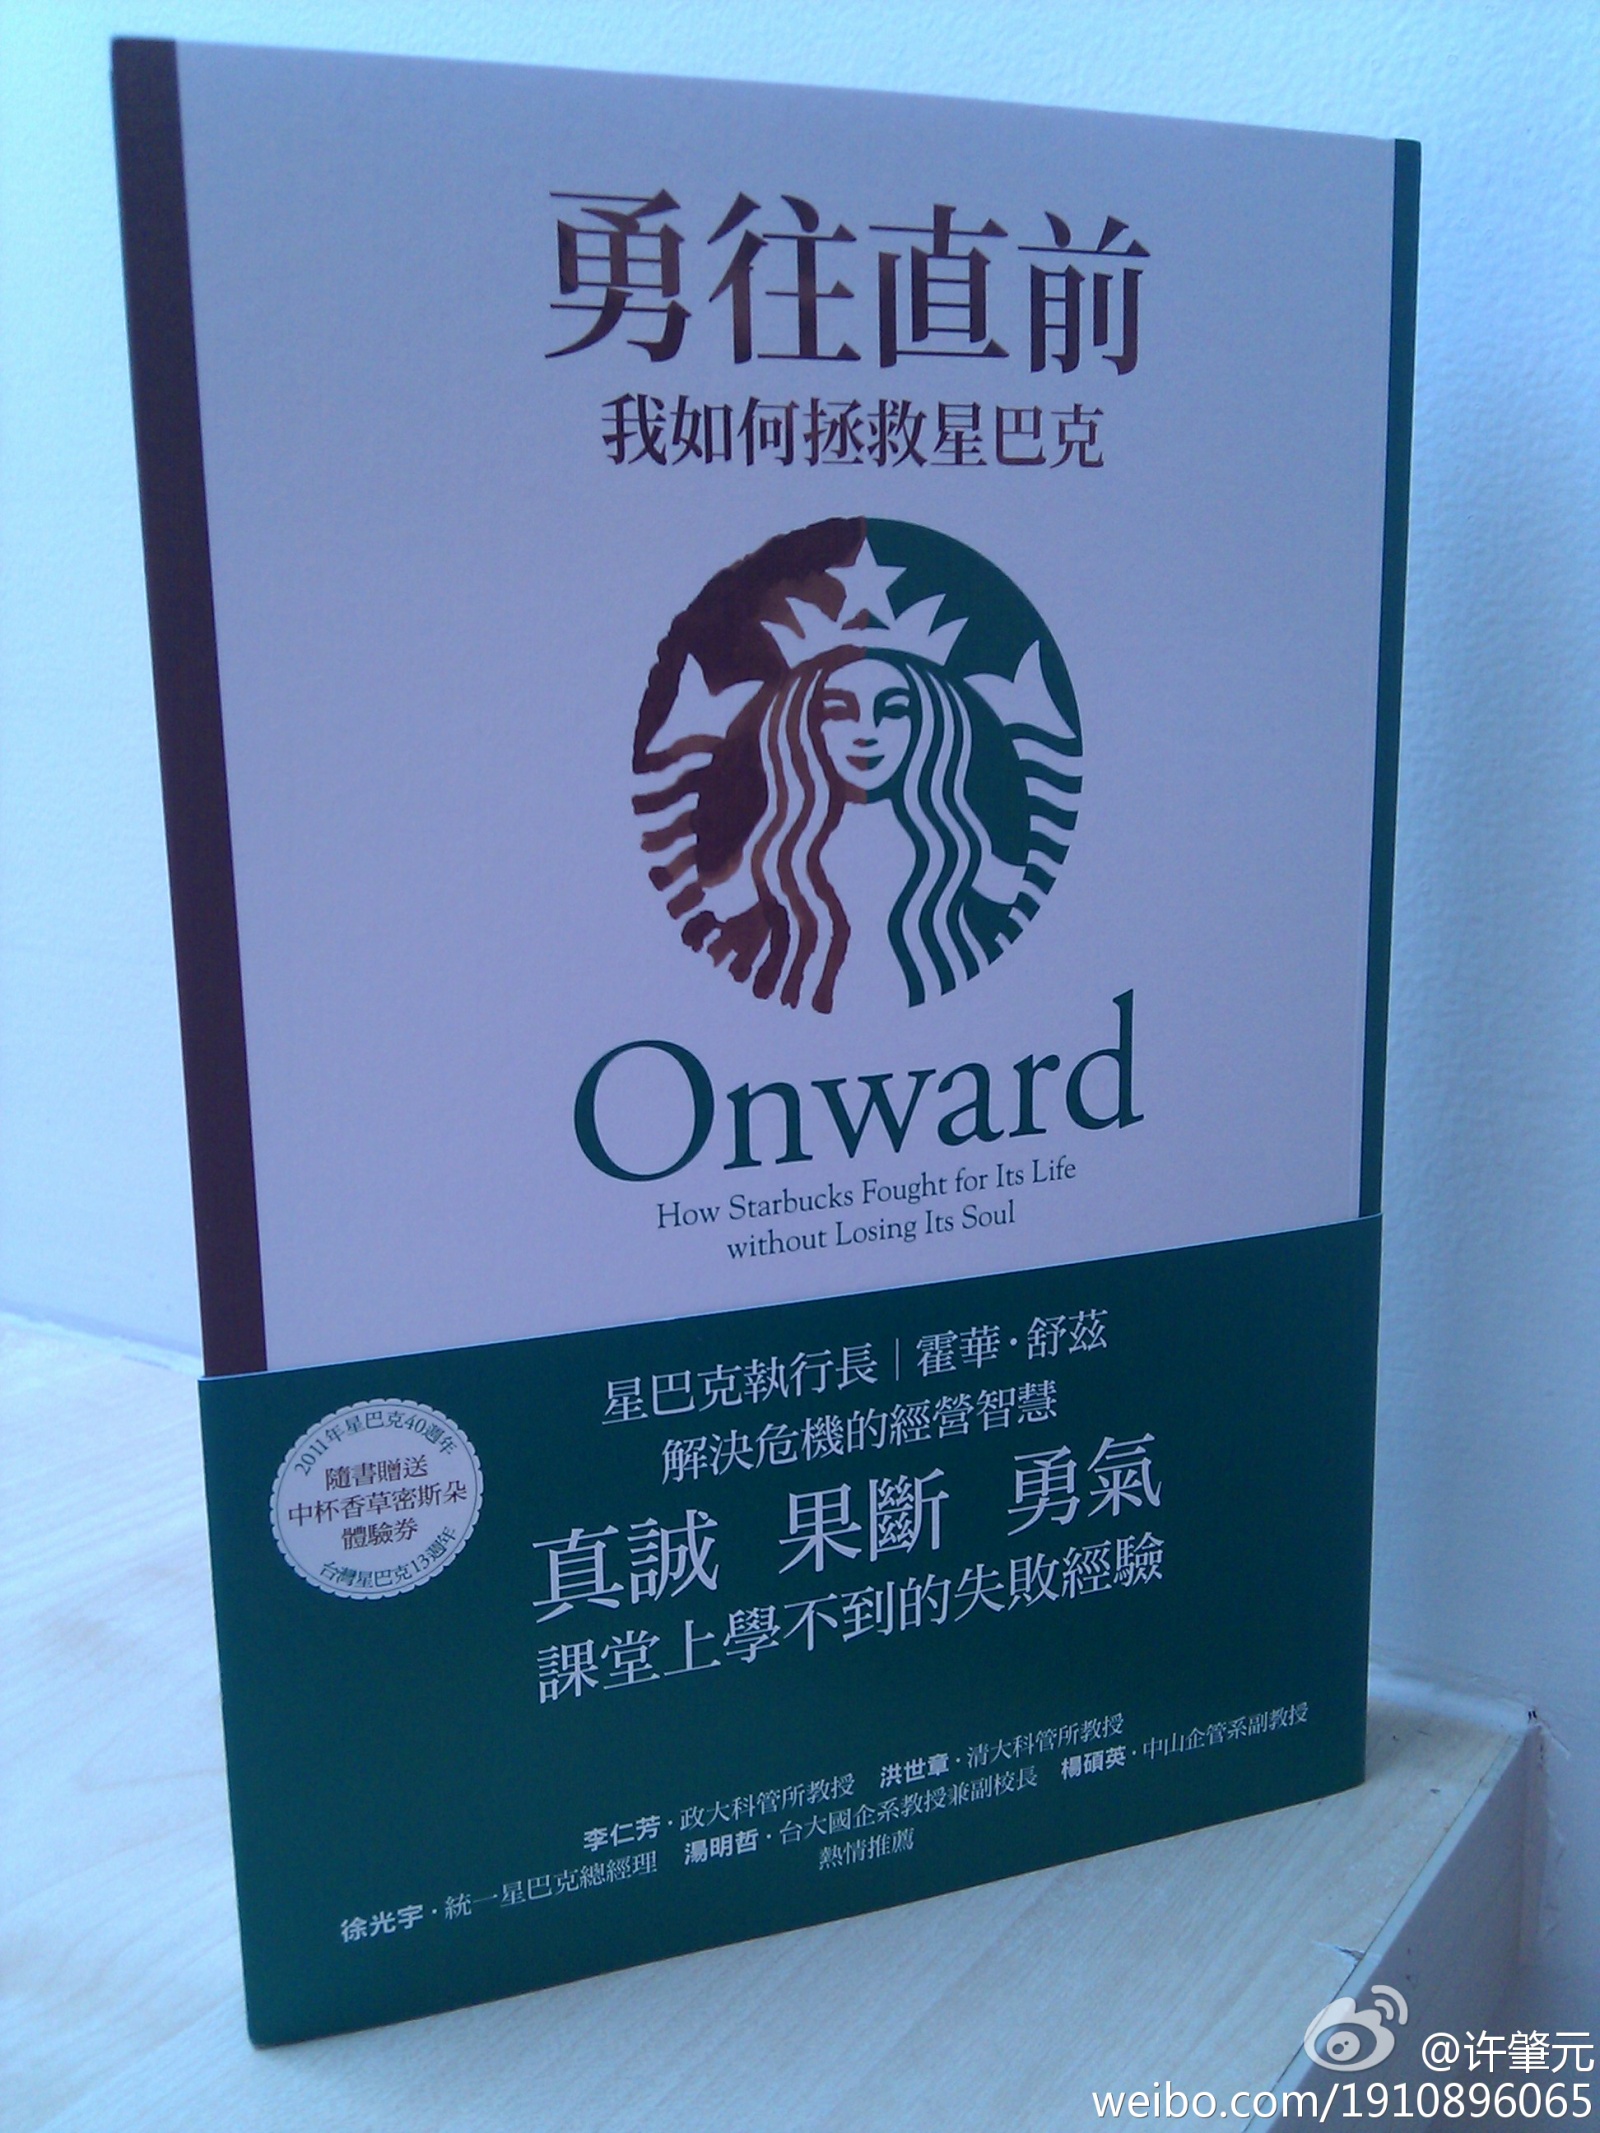 勇往直前
我如何拯救星巴克
Onward
How Starbucks Fought for Its Life
without Losing Its Soul
星巴克執行長｜霍華·舒茲
解決危機的經營智慧
真誠 果斷 勇氣
課堂上學不到的失敗經驗
2011年星巴克40週年
隨書贈送
中杯香草密斯朵
體驗券
台灣星巴克13週年
李仁芳·政大科管所教授 洪世章·清大科管所教授
徐光宇·統一星巴克總經理 湯明哲·台大國企系教授兼副校長 楊碩英·中山企管系副教授
熱情推薦
@许肇元
weibo.com/1910896065